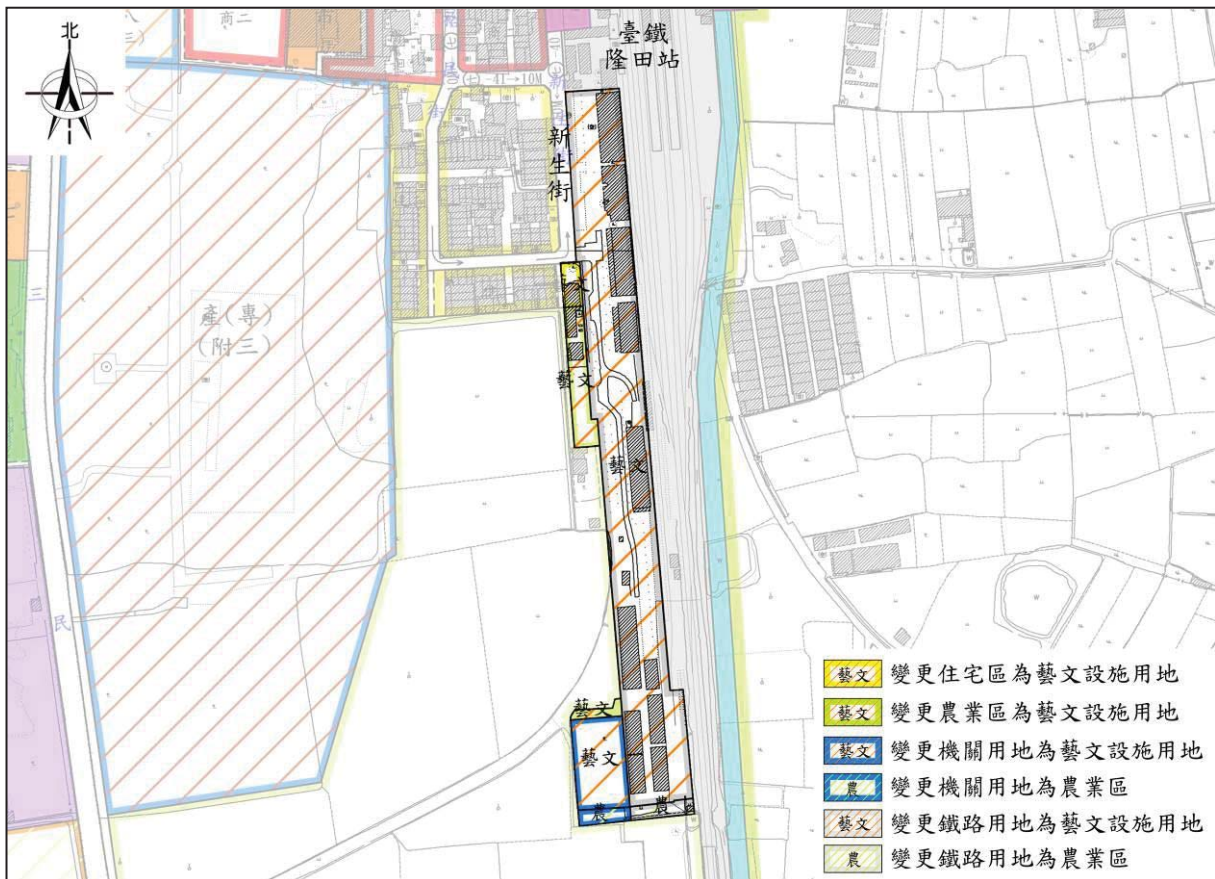 北
商二
市
臺鐵
隆田站
4T→10M
新生街
產(專)
(附三)
三
民
藝文
藝文
藝文
藝文
農
農
W
W
藝文 變更住宅區為藝文設施用地
藝文 變更農業區為藝文設施用地
藝文 變更機關用地為藝文設施用地
農 變更機關用地為農業區
藝文 變更鐵路用地為藝文設施用地
農 變更鐵路用地為農業區